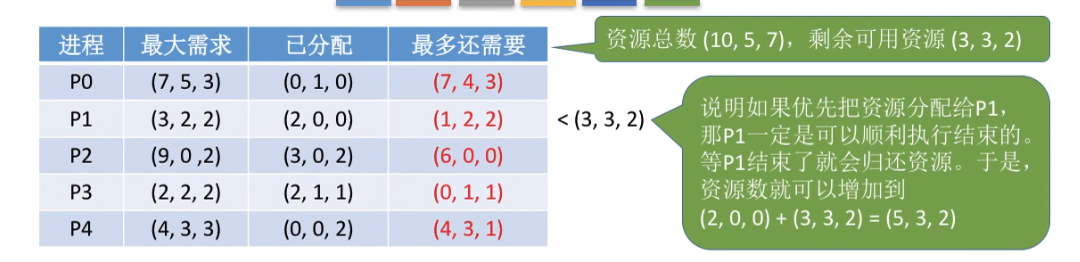 进程 最大需求 已分配 最多还需要
P0 (7, 5, 3) (0, 1, 0) (7, 4, 3)
P1 (3, 2, 2) (2, 0, 0) (1, 2, 2)
P2 (9, 0 ,2) (3, 0, 2) (6, 0, 0)
P3 (2, 2, 2) (2, 1, 1) (0, 1, 1)
P4 (4, 3, 3) (0, 0, 2) (4, 3, 1)
资源总数 (10, 5, 7)，剩余可用资源 (3, 3, 2)
< (3, 3, 2)
说明如果优先把资源分配给P1，
那P1一定是可以顺利执行结束的。
等P1结束了就会归还资源。于是，
资源数就可以增加到
(2, 0, 0) + (3, 3, 2) = (5, 3, 2)